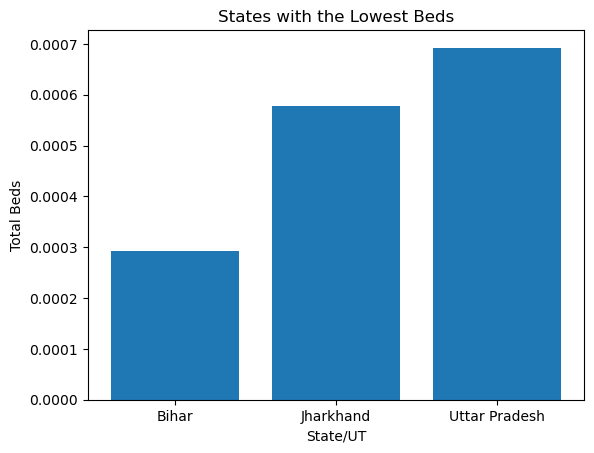 States with the Lowest Beds
Total Beds
0.0007
0.0006
0.0005
0.0004
0.0003
0.0002
0.0001
0.0000
Bihar
Jharkhand
Uttar Pradesh
State/UT